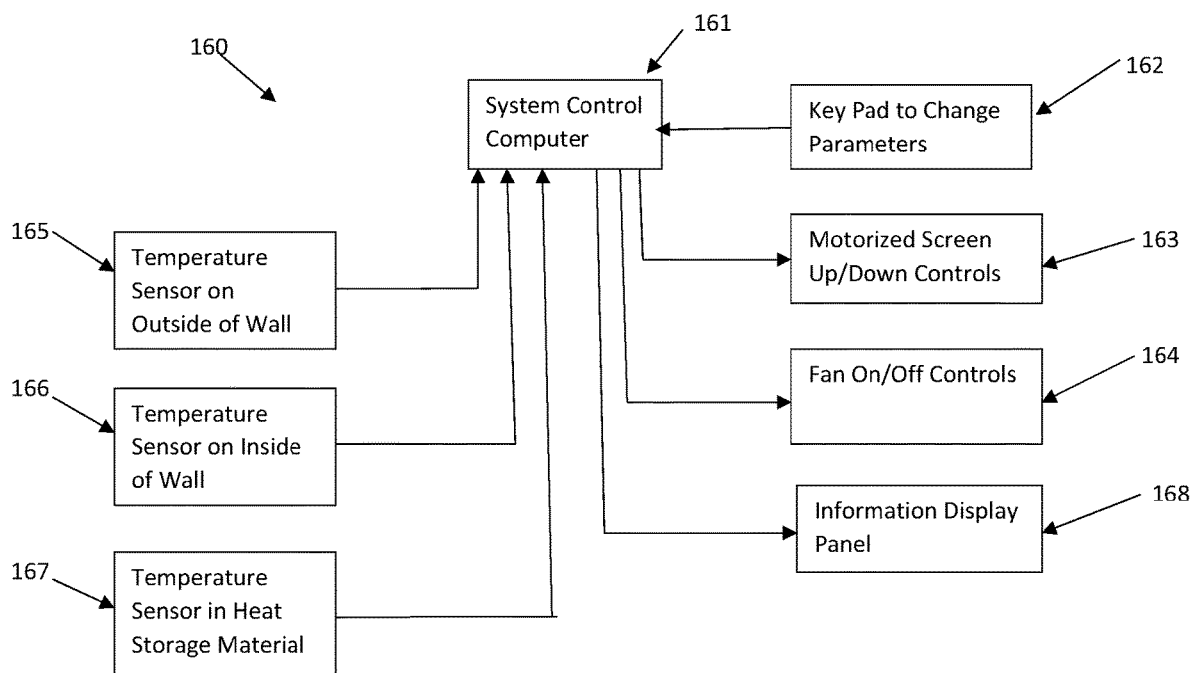 160
161
System Control
Computer
162
Key Pad to Change
Parameters
165
Temperature
Sensor on
Outside of Wall
Motorized Screen
Up/Down Controls
163
166
Temperature
Sensor on Inside
of Wall
Fan On/Off Controls
164
167
Temperature
Sensor in Heat
Storage Material
Information Display
Panel
168